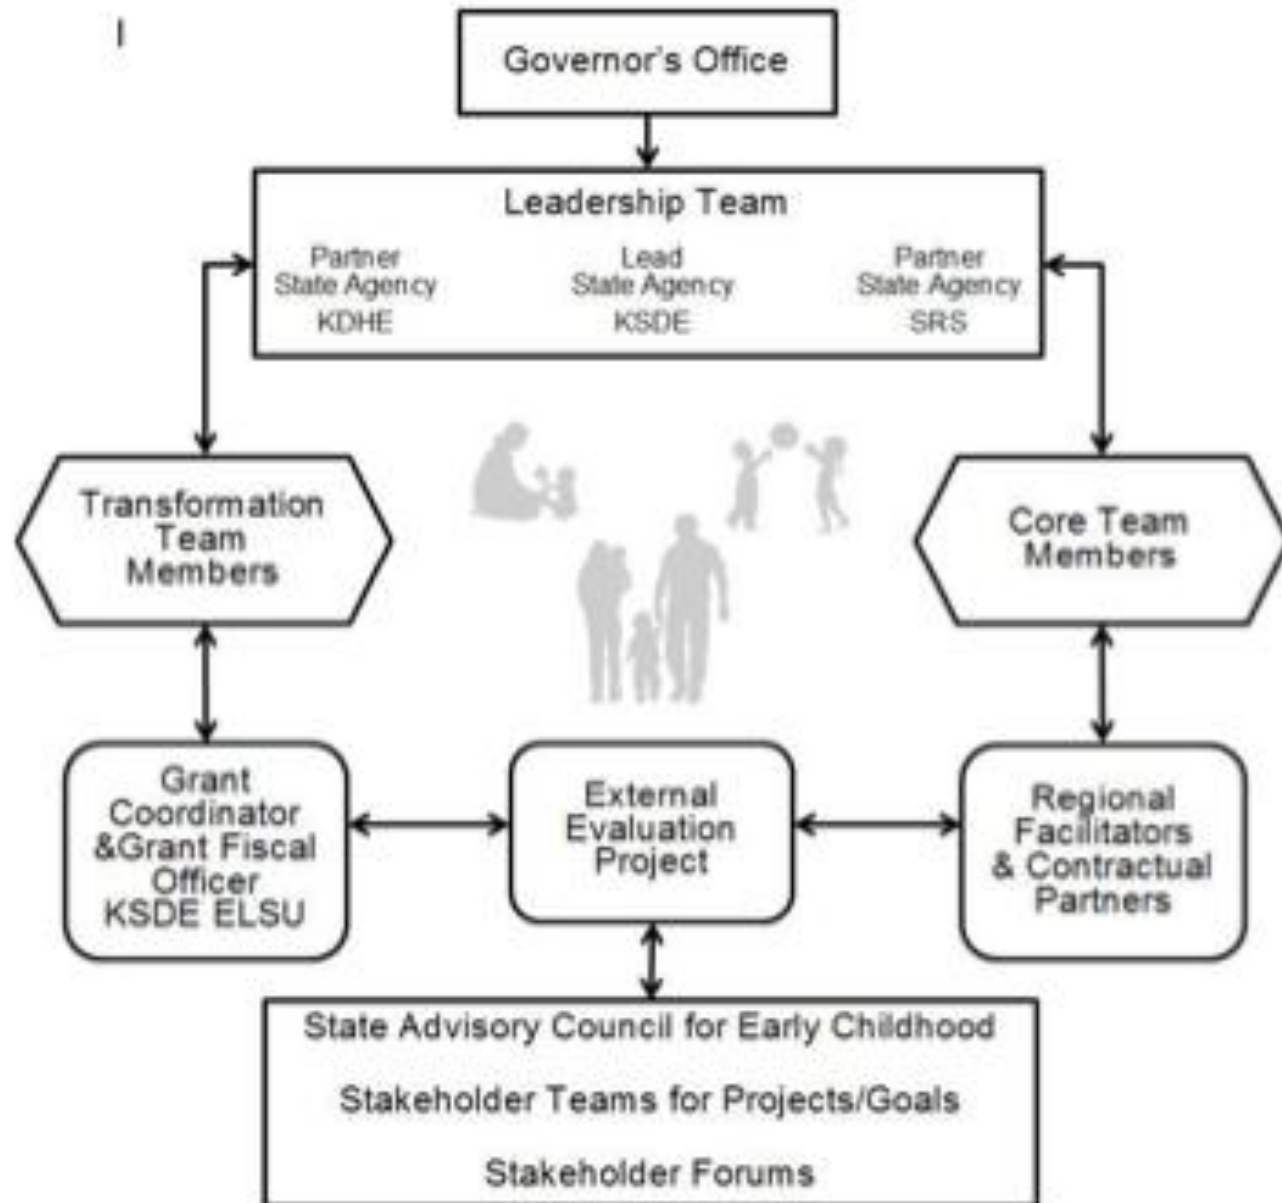 I
Governor's Office
Leadership Team
Partner
State Agency
KDHE
Lead
State Agency
KSDE
Partner
State Agency
SRS
Transformation
Team
Members
Core Team
Members
Grant
Coordinator
&Grant Fiscal
Officer
KSDE ELSU
External
Evaluation
Project
Regional
Facilitators
& Contractual
Partners
State Advisory Council for Early Childhood
Stakeholder Teams for Projects/Goals
Stakeholder Forums